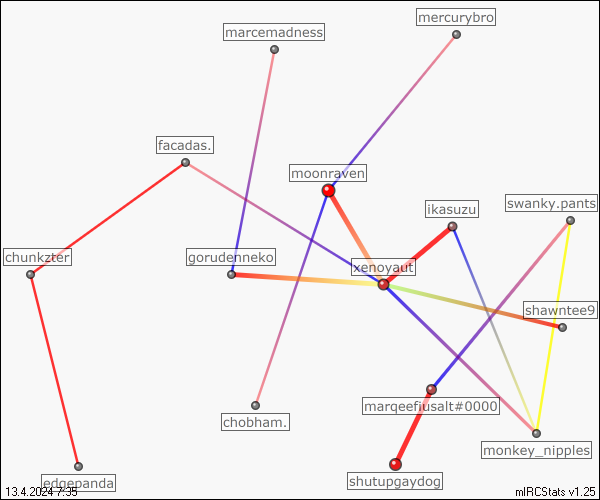 mercurybro
marcemadness
facadas.
moonraven
swanky.pants
ikasuzu
chunkzter
gorudenneko
xenoyaut
shawntee9
marqeefiusalt#0000
chobham.
monkey_nipples
shutupgaydog
edgepanda
13.4.2024 7:35
mIRCStats v1.25